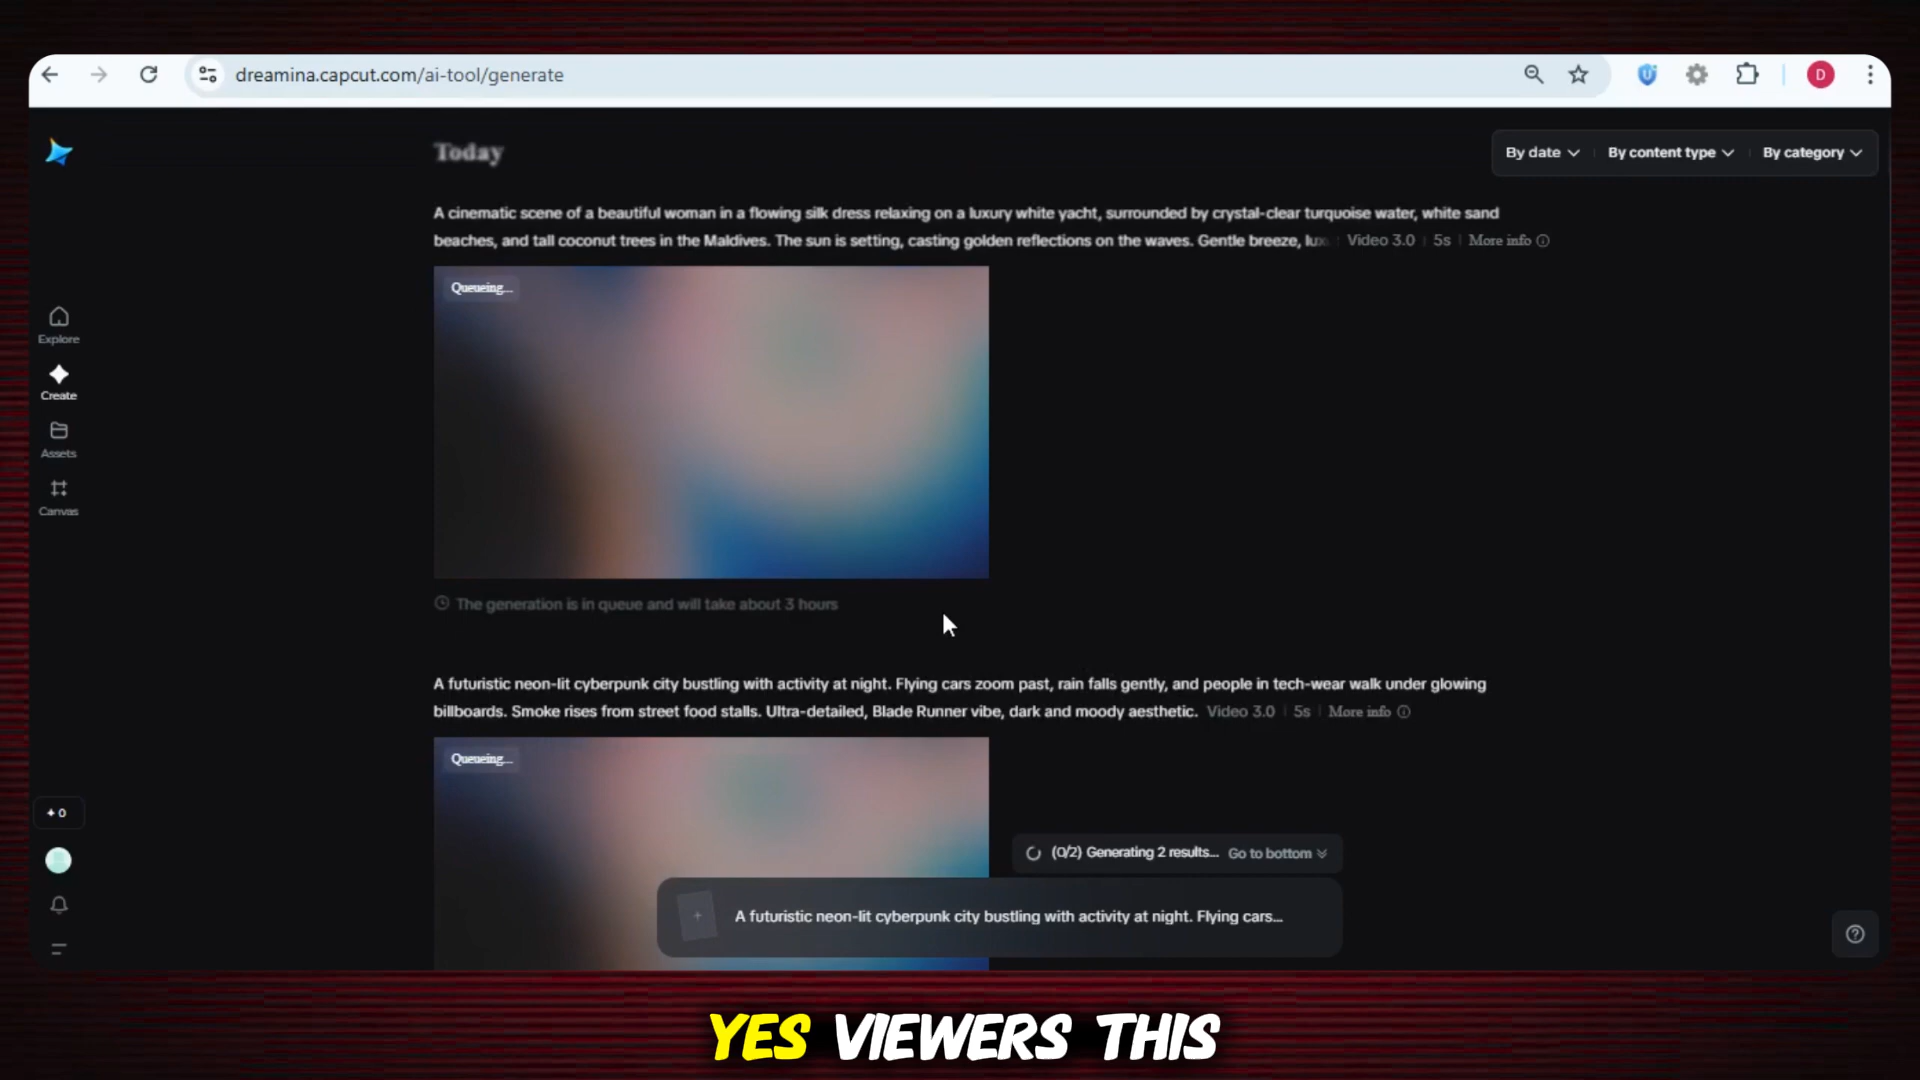 dreamina.capcut.com/ai-tool/generate
D
Today
By date
By content type
By category
A cinematic scene of a beautiful woman in a flowing silk dress relaxing on a luxury white yacht, surrounded by crystal-clear turquoise water, white sand
beaches, and tall coconut trees in the Maldives. The sun is setting, casting golden reflections on the waves. Gentle breeze, lux Video 3.0 | 5s | More info
Queueing...
Explore
Create
Assets
Canvas
The generation is in queue and will take about 3 hours
A futuristic neon-lit cyberpunk city bustling with activity at night. Flying cars zoom past, rain falls gently, and people in tech-wear walk under glowing
billboards. Smoke rises from street food stalls. Ultra-detailed, Blade Runner vibe, dark and moody aesthetic. Video 3.0 | 5s | More info
Queueing...
0
(0/2) Generating 2 results... Go to bottom
A futuristic neon-lit cyberpunk city bustling with activity at night. Flying cars...
YES VIEWERS THIS